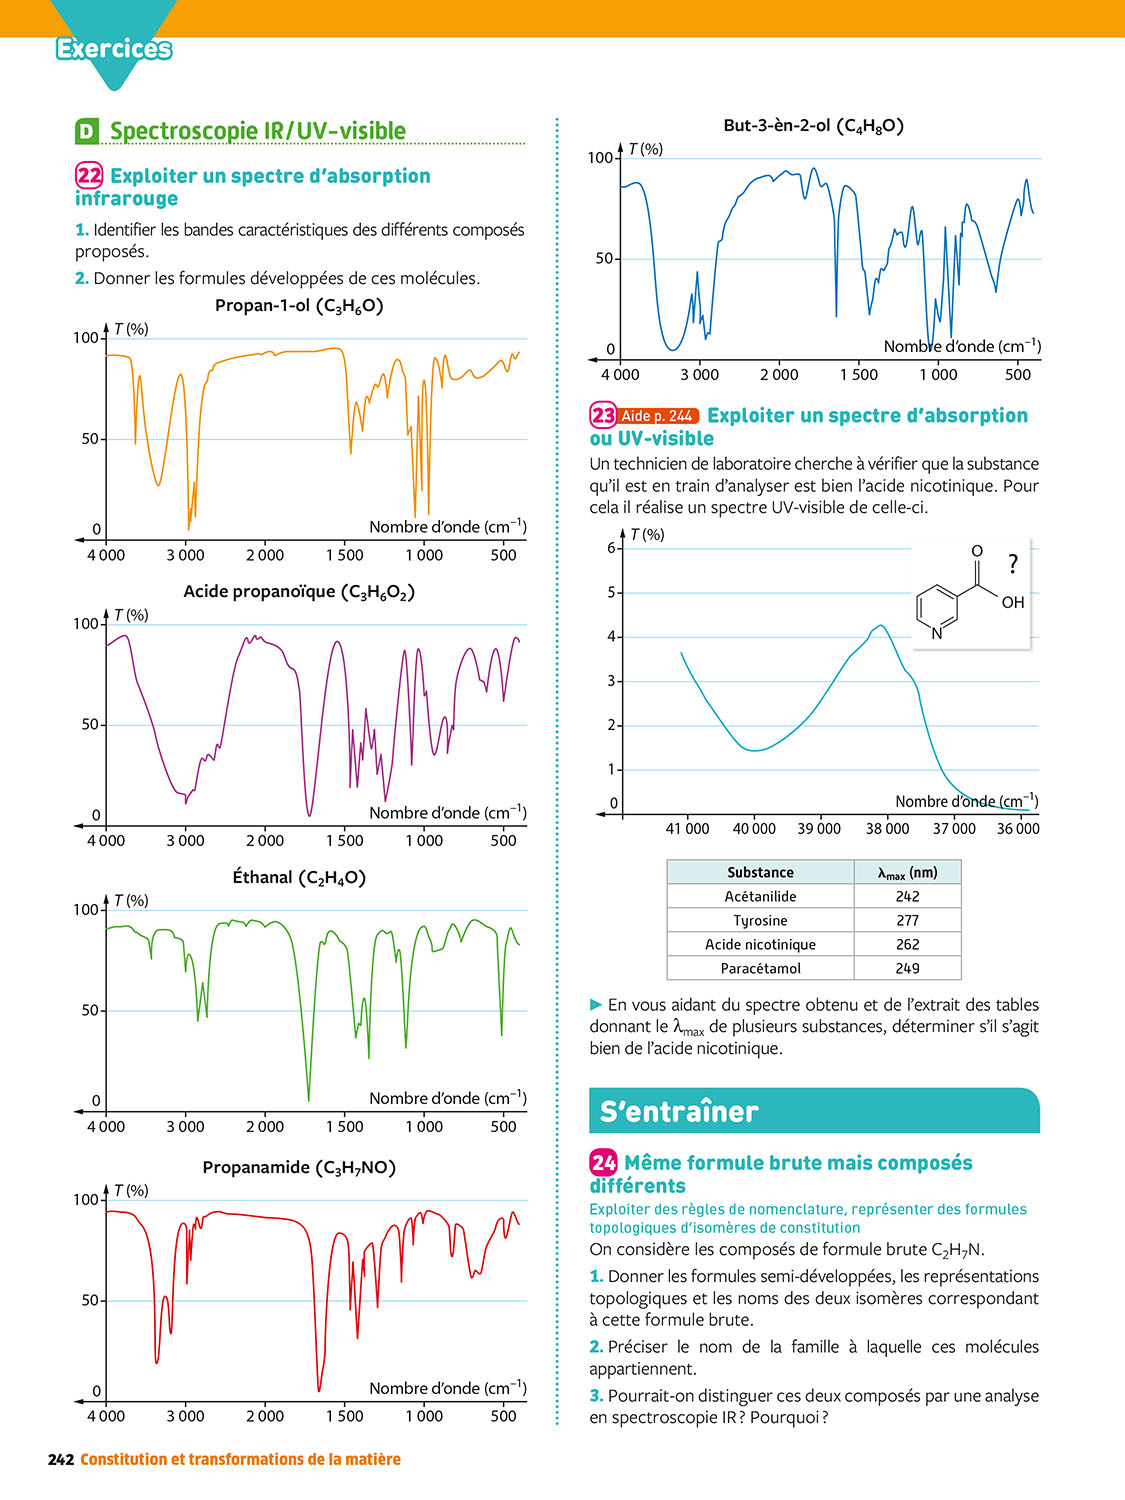 Exercices
D Spectroscopie IR/UV-visible
22 Exploiter un spectre d'absorption
infrarouge
1. Identifier les bandes caractéristiques des différents composés
proposés.
2. Donner les formules développées de ces molécules.
Propan-1-ol (C₃H₆O)
T (%)
100
50
0
Nombre d'onde (cm⁻¹)
4 000 3 000 2 000 1 500 1 000 500
Acide propanoïque (C₃H₆O₂)
T (%)
100
50
0
Nombre d'onde (cm⁻¹)
4 000 3 000 2 000 1 500 1 000 500
Éthanal (C₂H₄O)
T (%)
100
50
0
Nombre d'onde (cm⁻¹)
4 000 3 000 2 000 1 500 1 000 500
Propanamide (C₃H₇NO)
T (%)
100
50
0
Nombre d'onde (cm⁻¹)
4 000 3 000 2 000 1 500 1 000 500
But-3-èn-2-ol (C₄H₈O)
T (%)
100
50
0
Nombre d'onde (cm⁻¹)
4 000 3 000 2 000 1 500 1 000 500
23 Aide p. 244 Exploiter un spectre d'absorption
ou UV-visible
Un technicien de laboratoire cherche à vérifier que la substance
qu'il est en train d'analyser est bien l'acide nicotinique. Pour
cela il réalise un spectre UV-visible de celle-ci.
T (%)
6
5
4
3
2
1
0
O
?
OH
N
Nombre d'onde (cm⁻¹)
41 000 40 000 39 000 38 000 37 000 36 000
Substance λmax (nm)
Acétanilide 242
Tyrosine 277
Acide nicotinique 262
Paracétamol 249
► En vous aidant du spectre obtenu et de l'extrait des tables
donnant le λmax de plusieurs substances, déterminer s'il s'agit
bien de l'acide nicotinique.
S'entraîner
24 Même formule brute mais composés
différents
Exploiter des règles de nomenclature, représenter des formules
topologiques d'isomères de constitution
On considère les composés de formule brute C₂H₇N.
1. Donner les formules semi-développées, les représentations
topologiques et les noms des deux isomères correspondant
à cette formule brute.
2. Préciser le nom de la famille à laquelle ces molécules
appartiennent.
3. Pourrait-on distinguer ces deux composés par une analyse
en spectroscopie IR ? Pourquoi ?
242 Constitution et transformations de la matière